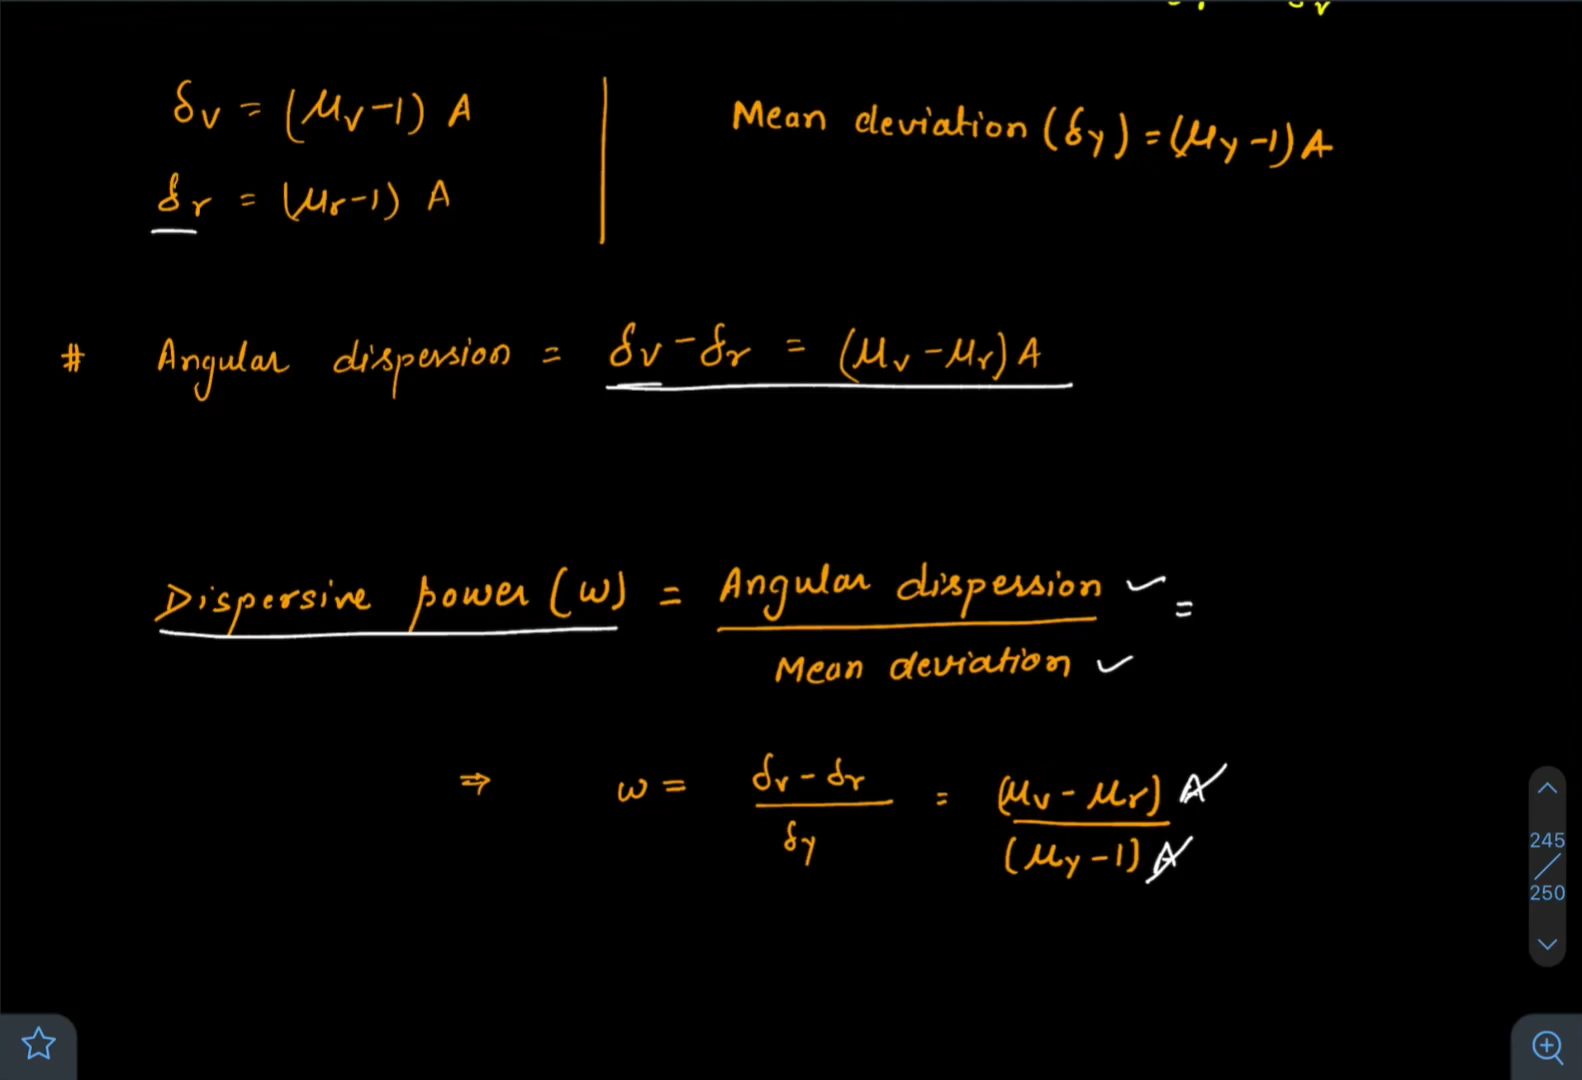 δv = (μv-1) A
δr = (μr-1) A
Mean deviation (δy) = (μy-1) A
# Angular dispersion = δv - δr = (μv - μr) A
Dispersive power (ω) = Angular dispession =
Mean deviation
⇒ ω = δv - δr = (μv - μr) A
δy (μy-1) A
245
250